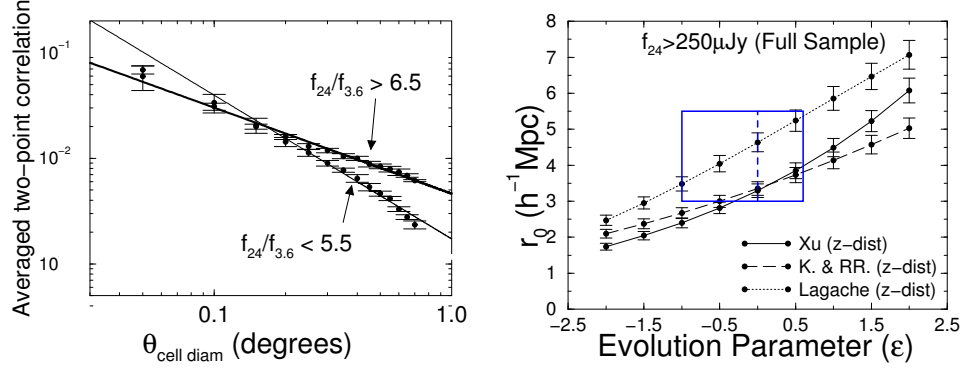 Averaged two-point correlation
10⁻¹
10⁻²
10⁻³
f₂₄/f₃.₆ > 6.5
f₂₄/f₃.₆ < 5.5
0.1
1.0
θcell diam (degrees)
r₀ (h⁻¹Mpc)
8
7
6
5
4
3
2
1
0
f₂₄>250μJy (Full Sample)
Xu (z-dist)
K. & RR. (z-dist)
Lagache (z-dist)
−2.5
−1.5
−0.5
0.5
1.5
2.5
Evolution Parameter (ε)